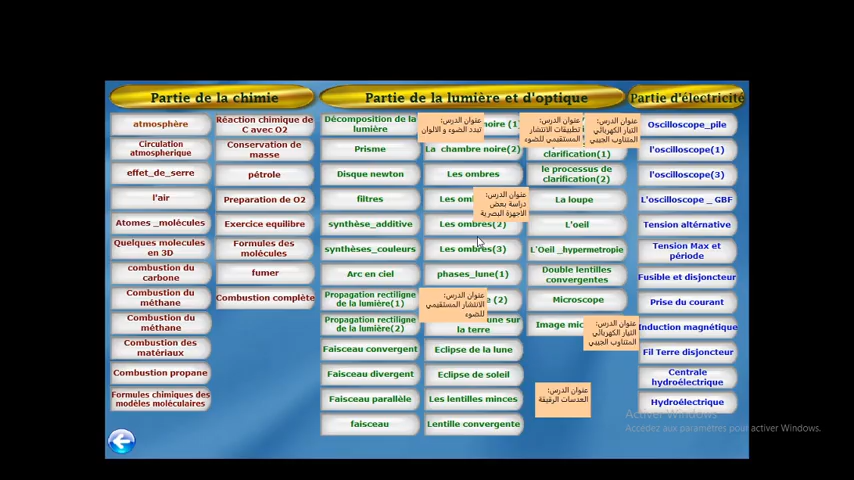 Partie de la chimie
Partie de la lumière et d'optique
Partie d'électricité
atmosphère
Circulation
atmospherique
effet_de_serre
l'air
Atomes _molécules
Quelques molecules
en 3D
combustion du
carbone
Combustion du
méthane
Combustion du
méthane
Combustion des
matériaux
Combustion propane
Formules chimiques des
modèles moléculaires
Réaction chimique de
C avec O2
Conservation de
masse
pétrole
Preparation de O2
Exercice equilibre
Formules des
molécules
fumer
Combustion complète
Décomposition de la
lumière
Prisme
Disque newton
filtres
synthèse_additive
synthèses_couleurs
Arc en ciel
Propagation rectiligne
de la lumière(1)
Propagation rectiligne
de la lumière(2)
Faisceau convergent
Faisceau divergent
Faisceau parallèle
faisceau
noire (1)
La chambre noire(2)
Les ombres
Les
Les ombres(2)
Les ombres(3)
phases_lune(1)
(2)
sur
la terre
Eclipse de la lune
Eclipse de soleil
Les lentilles minces
Lentille convergente
clarification(1)
le processus de
clarification(2)
La loupe
L'oeil
L'Oeil _hypermetropie
Double lentilles
convergentes
Microscope
Image
Oscilloscope_pile
l'oscilloscope(1)
l'oscilloscope(3)
L'oscilloscope _ GBF
Tension altérnative
Tension Max et
période
Fusible et disjoncteur
Prise du courant
Induction magnétique
Fil Terre disjoncteur
Centrale
hydroélectrique
Hydroélectrique
عنوان الدرس:
تبدد الضوء و الالوان
عنوان الدرس:
تطبيقات الانتشار
المستقيمي للضوء
عنوان الدرس:
التيار الكهربائي
المتناوب الجيبي
عنوان الدرس:
دراسة بعض
الاجهزة البصرية
عنوان الدرس:
الانتشار المستقيمي
للضوء
عنوان الدرس:
التيار الكهربائي
المتناوب الجيبي
عنوان الدرس:
العدسات الرقيقة
Activer Windows
Accédez aux paramètres pour activer Windows.